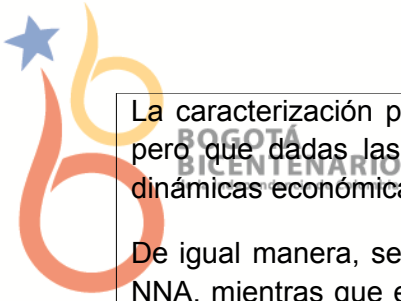 La caracterización p
BOGOTÁ
pero que dadas las
BICENTENARIO
dinámicas económica
De igual manera, se
NNA, mientras que e